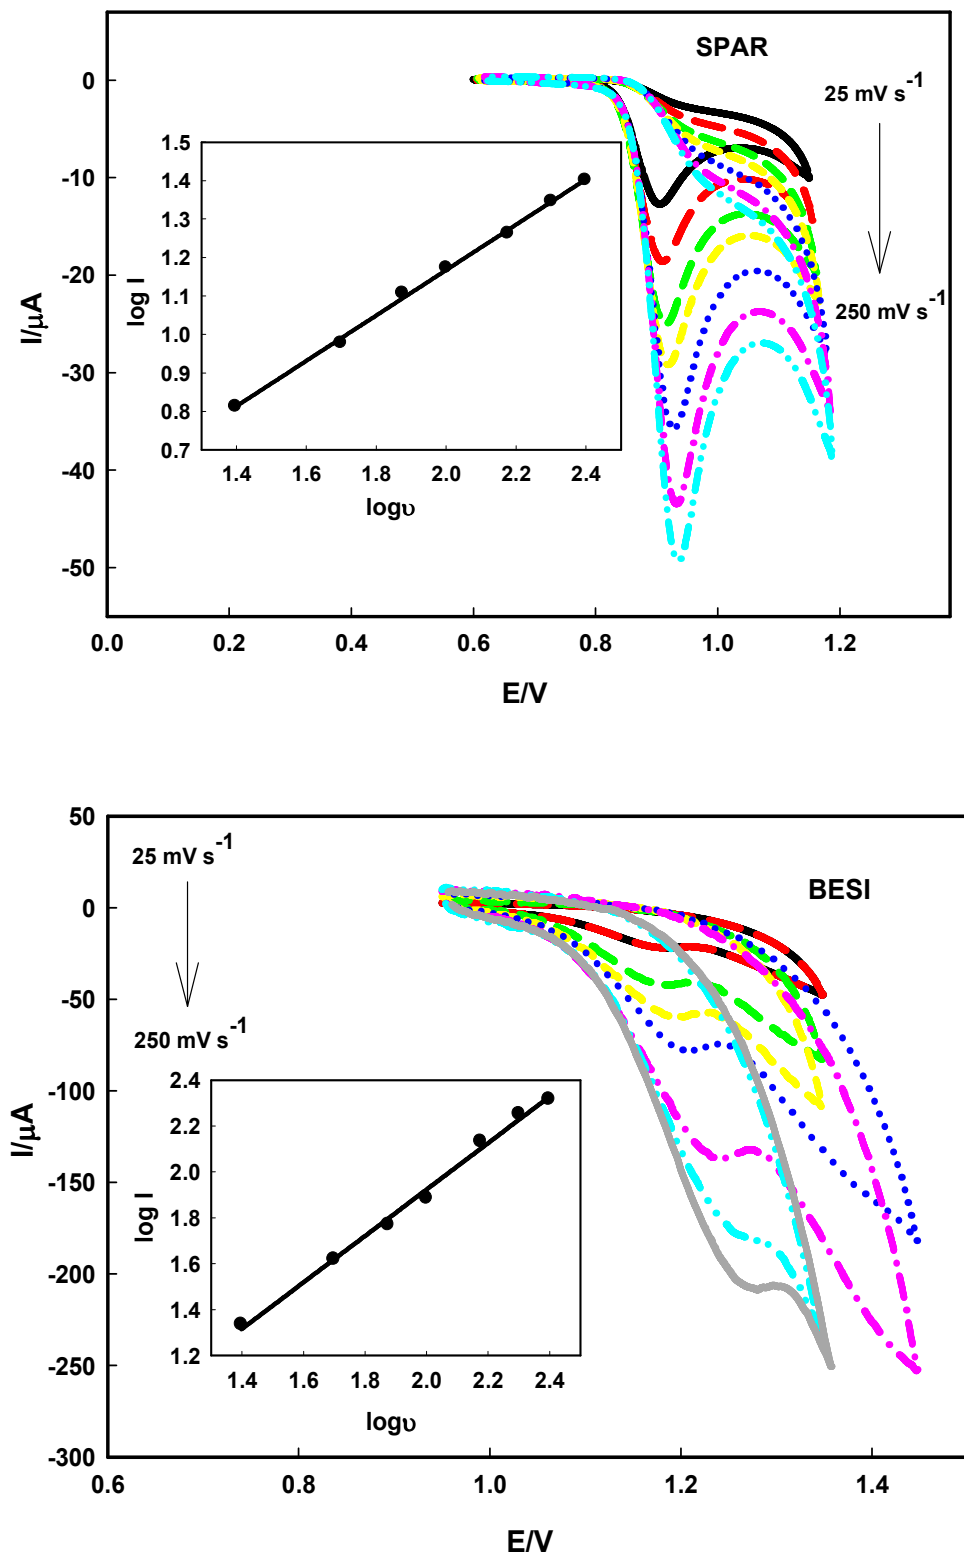 SPAR
25 mV s-1
250 mV s-1
0
-10
-20
-30
-40
-50
I/μA
0.0 0.2 0.4 0.6 0.8 1.0 1.2
E/V
1.5
1.4
1.3
1.2
1.1
1.0
0.9
0.8
0.7
log I
1.4 1.6 1.8 2.0 2.2 2.4
logυ
BESI
25 mV s-1
250 mV s-1
50
0
-50
-100
-150
-200
-250
-300
I/μA
0.6 0.8 1.0 1.2 1.4
E/V
2.4
2.2
2.0
1.8
1.6
1.4
1.2
log I
1.4 1.6 1.8 2.0 2.2 2.4
logυ